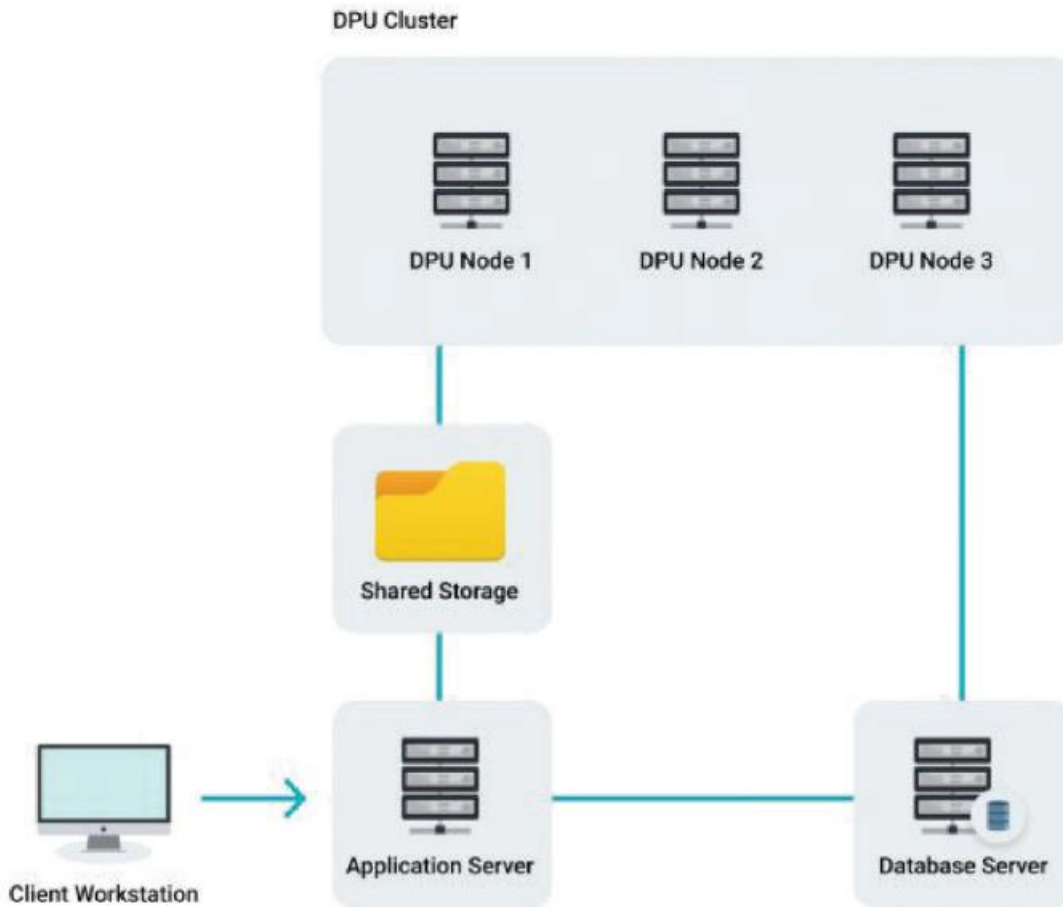 DPU Cluster
DPU Node 1
DPU Node 2
DPU Node 3
Shared Storage
Application Server
Database Server
Client Workstation